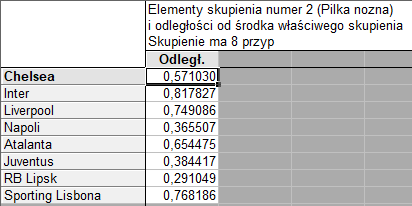 Elementy skupienia numer 2 (Pilka nozna)
i odległości od środka właściwego skupienia
Skupienie ma 8 przyp
Odległ.
Chelsea 0,571030
Inter 0,817827
Liverpool 0,749086
Napoli 0,365507
Atalanta 0,654475
Juventus 0,384417
RB Lipsk 0,291049
Sporting Lisbona 0,768186